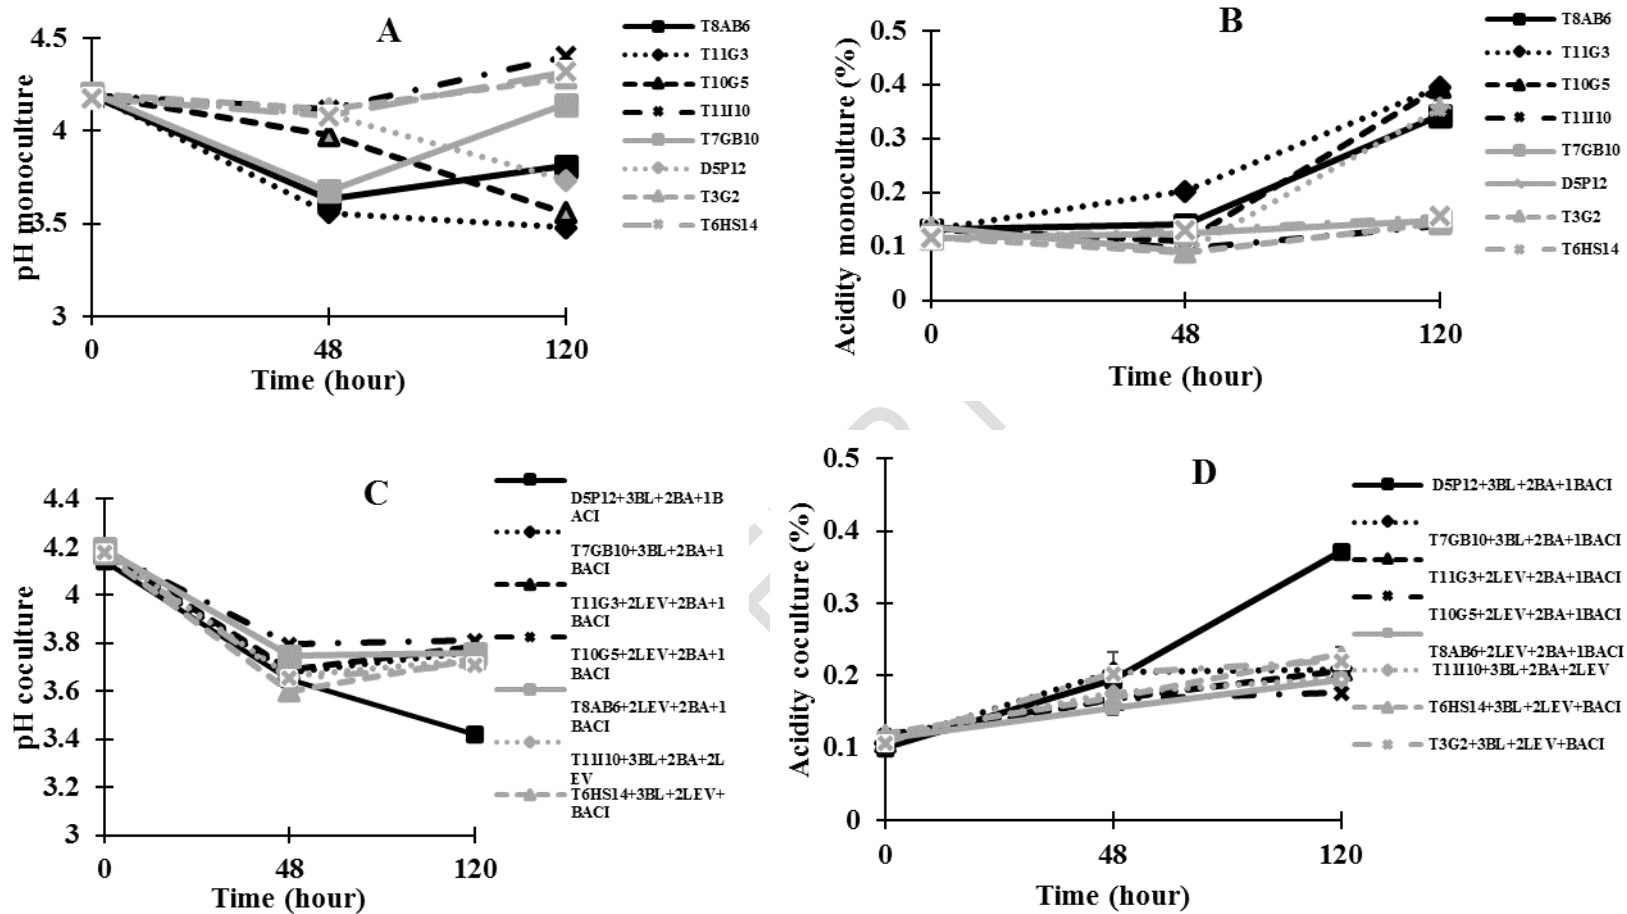 A
4.5
4
3.5
3
pH monoculture
0
48
120
Time (hour)
T8AB6
T11G3
T10G5
T11I10
T7GB10
D5P12
T3G2
T6HS14
B
0.5
0.4
0.3
0.2
0.1
0
Acidity monoculture (%)
0
48
120
Time (hour)
T8AB6
T11G3
T10G5
T11I10
T7GB10
D5P12
T3G2
T6HS14
C
4.4
4.2
4
3.8
3.6
3.4
3.2
3
pH coculture
0
48
120
Time (hour)
D5P12+3BL+2BA+1B
ACI
T7GB10+3BL+2BA+1
BACI
T11G3+2LEV+2BA+1
BACI
T10G5+2LEV+2BA+1
BACI
T8AB6+2LEV+2BA+1
BACI
T11I10+3BL+2BA+2L
EV
T6HS14+3BL+2LEV+
BACI
D
0.5
0.4
0.3
0.2
0.1
0
Acidity coculture (%)
0
48
120
Time (hour)
D5P12+3BL+2BA+1BACI
T7GB10+3BL+2BA+1BACI
T11G3+2LEV+2BA+1BACI
T10G5+2LEV+2BA+1BACI
T8AB6+2LEV+2BA+1BACI
T11I10+3BL+2BA+2LEV
T6HS14+3BL+2LEV+BACI
T3G2+3BL+2LEV+BACI